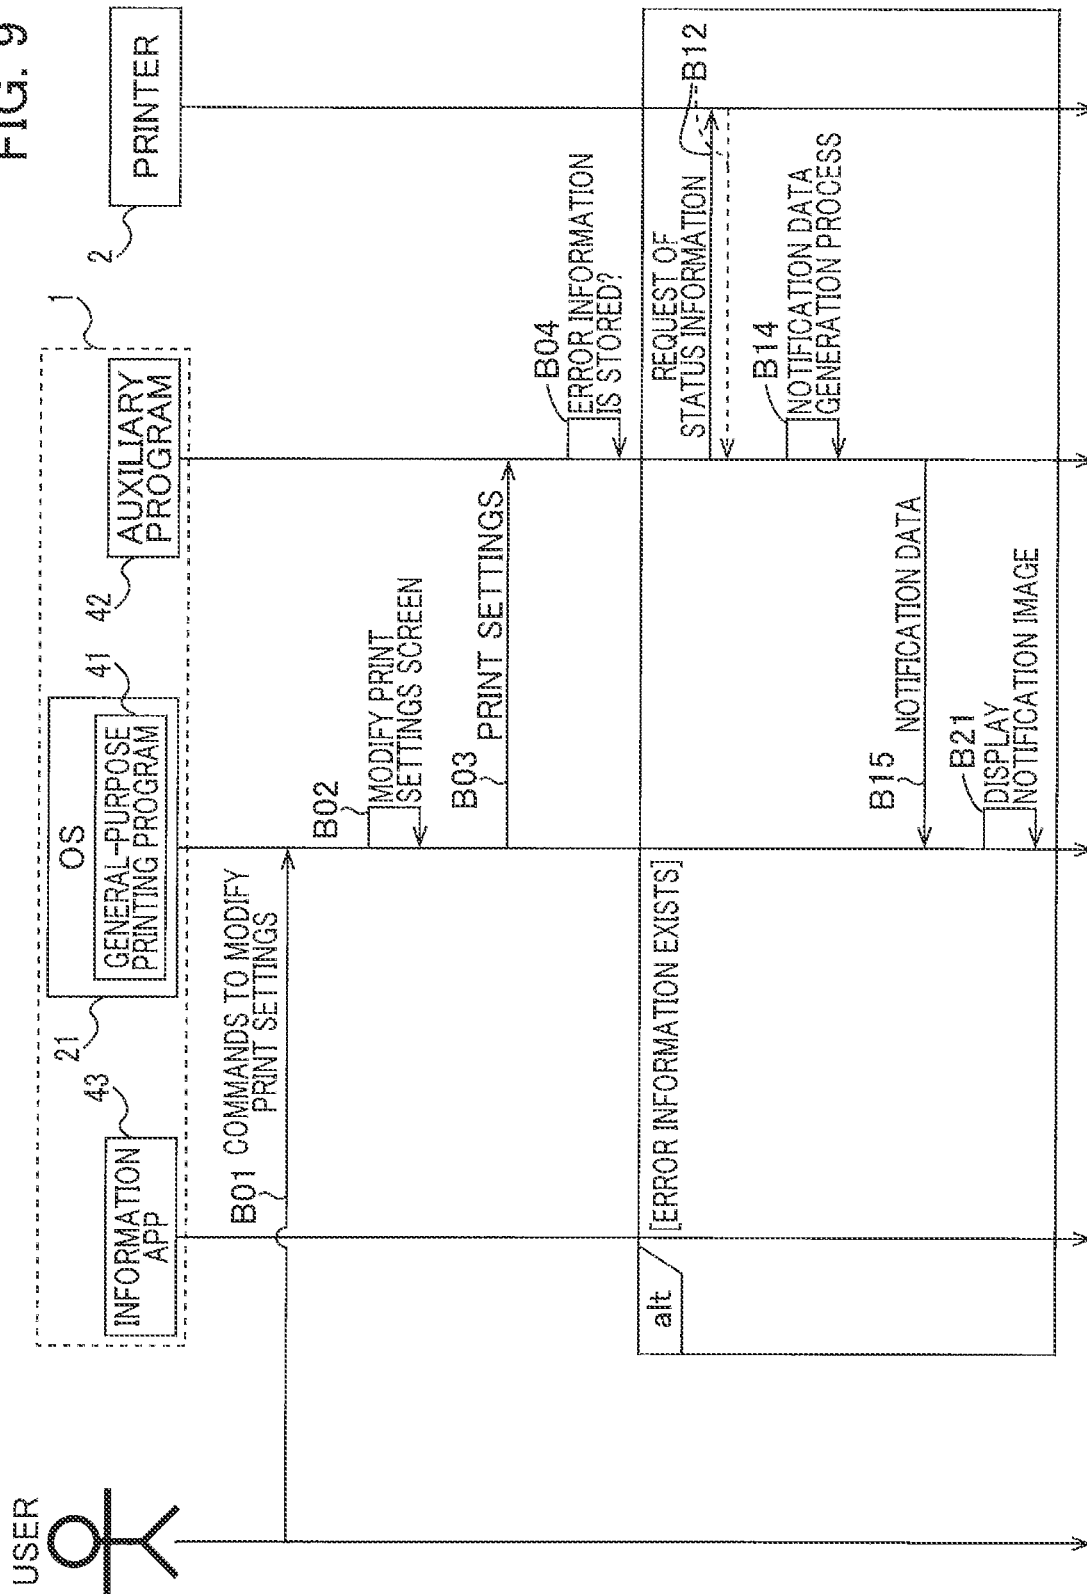 FIG. 9
USER
1
2
PRINTER
INFORMATION
APP
43
21
OS
GENERAL-PURPOSE
PRINTING PROGRAM
41
42
AUXILIARY
PROGRAM
B01
COMMANDS TO MODIFY
PRINT SETTINGS
B02
MODIFY PRINT
SETTINGS SCREEN
B03
PRINT SETTINGS
B04
ERROR INFORMATION
IS STORED?
alt
[ERROR INFORMATION EXISTS]
REQUEST OF
STATUS INFORMATION
B12
B14
NOTIFICATION DATA
GENERATION PROCESS
B15
NOTIFICATION DATA
B21
DISPLAY
NOTIFICATION IMAGE